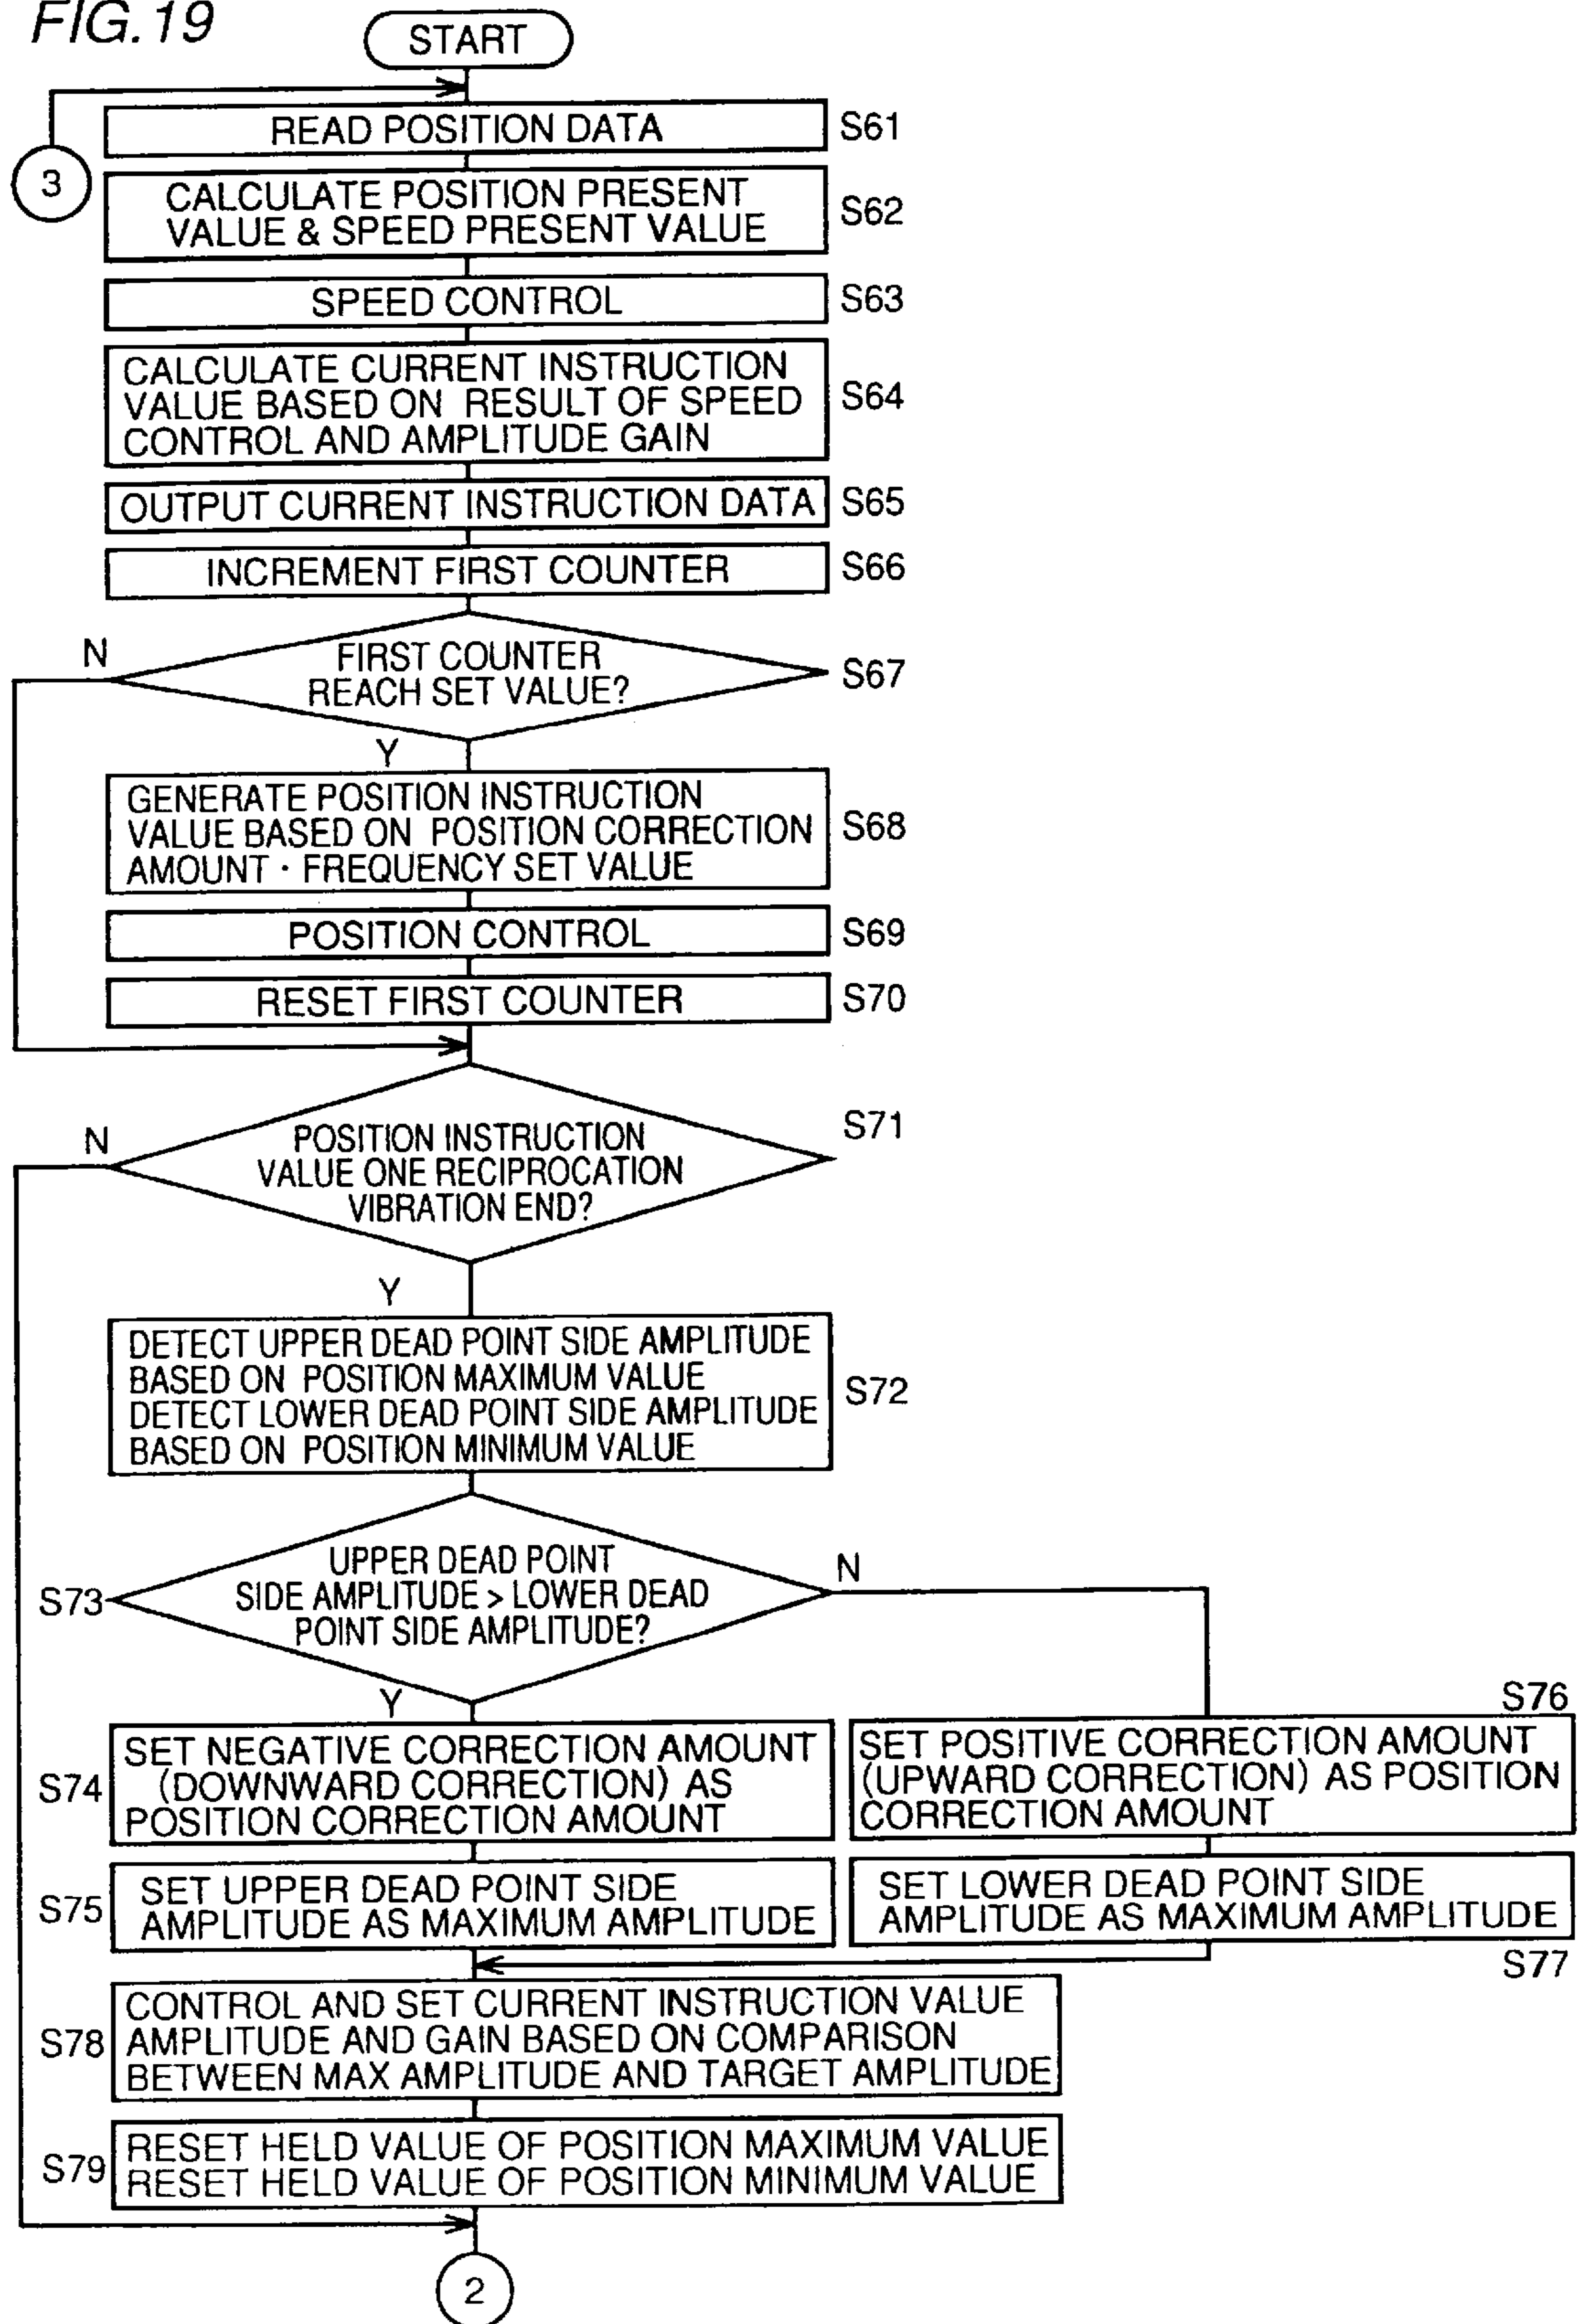 FIG.19
START
3
READ POSITION DATA
S61
CALCULATE POSITION PRESENT
VALUE & SPEED PRESENT VALUE
S62
SPEED CONTROL
S63
CALCULATE CURRENT INSTRUCTION
VALUE BASED ON RESULT OF SPEED
CONTROL AND AMPLITUDE GAIN
S64
OUTPUT CURRENT INSTRUCTION DATA
S65
INCREMENT FIRST COUNTER
S66
N
FIRST COUNTER
REACH SET VALUE?
S67
Y
GENERATE POSITION INSTRUCTION
VALUE BASED ON POSITION CORRECTION
AMOUNT · FREQUENCY SET VALUE
S68
POSITION CONTROL
S69
RESET FIRST COUNTER
S70
N
POSITION INSTRUCTION
VALUE ONE RECIPROCATION
VIBRATION END?
S71
Y
DETECT UPPER DEAD POINT SIDE AMPLITUDE
BASED ON POSITION MAXIMUM VALUE
DETECT LOWER DEAD POINT SIDE AMPLITUDE
BASED ON POSITION MINIMUM VALUE
S72
S73
UPPER DEAD POINT
SIDE AMPLITUDE > LOWER DEAD
POINT SIDE AMPLITUDE?
N
Y
S74
SET NEGATIVE CORRECTION AMOUNT
(DOWNWARD CORRECTION) AS
POSITION CORRECTION AMOUNT
S76
SET POSITIVE CORRECTION AMOUNT
(UPWARD CORRECTION) AS POSITION
CORRECTION AMOUNT
S75
SET UPPER DEAD POINT SIDE
AMPLITUDE AS MAXIMUM AMPLITUDE
SET LOWER DEAD POINT SIDE
AMPLITUDE AS MAXIMUM AMPLITUDE
S77
S78
CONTROL AND SET CURRENT INSTRUCTION VALUE
AMPLITUDE AND GAIN BASED ON COMPARISON
BETWEEN MAX AMPLITUDE AND TARGET AMPLITUDE
S79
RESET HELD VALUE OF POSITION MAXIMUM VALUE
RESET HELD VALUE OF POSITION MINIMUM VALUE
2